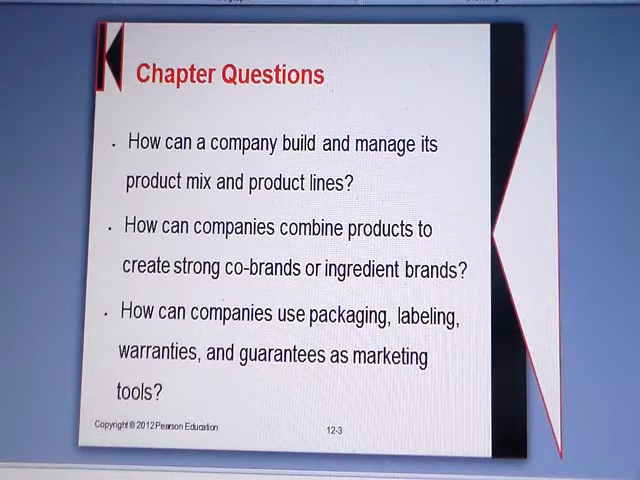 Chapter Questions
. How can a company build and manage its
product mix and product lines?
. How can companies combine products to
create strong co-brands or ingredient brands?
. How can companies use packaging, labeling,
warranties, and guarantees as marketing
tools?
Copyright © 2012 Pearson Education
12-3